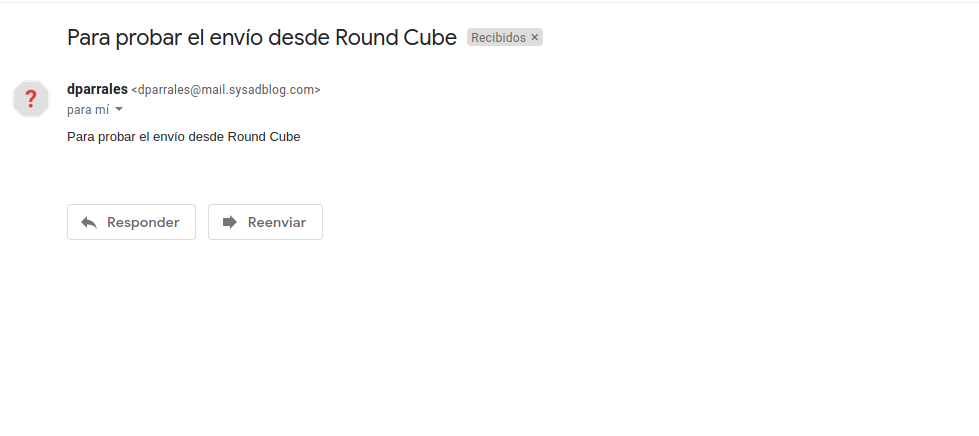 Para probar el envío desde Round Cube Recibidos ×
?
dparrales <dparrales@mail.sysadblog.com>
para mí
Para probar el envío desde Round Cube
Responder Reenviar